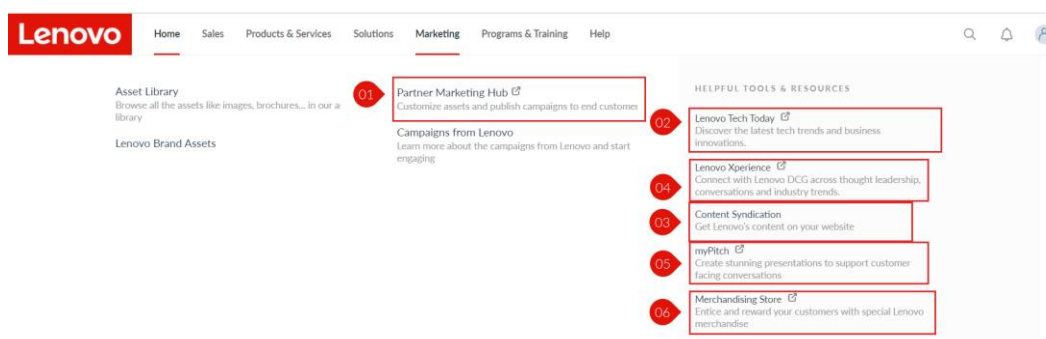 Lenovo
Home Sales Products & Services Solutions Marketing Programs & Training Help
Asset Library
Browse all the assets like images, brochures... in our a
library
Lenovo Brand Assets
01
Partner Marketing Hub
Customize assets and publish campaigns to end customer
Campaigns from Lenovo
Learn more about the campaigns from Lenovo and start
engaging
HELPFUL TOOLS & RESOURCES
02
Lenovo Tech Today
Discover the latest tech trends and business
innovations.
04
Lenovo Xperience
Connect with Lenovo DCG across thought leadership,
conversations and industry trends.
03
Content Syndication
Get Lenovo's content on your website
05
myPitch
Create stunning presentations to support customer
facing conversations
06
Merchandising Store
Entice and reward your customers with special Lenovo
merchandise